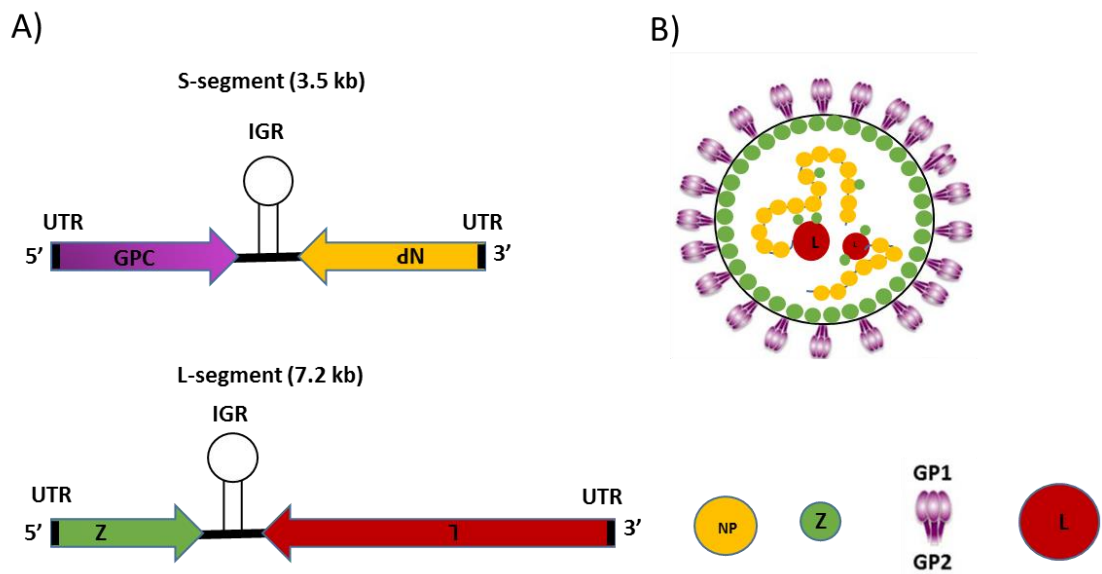 A)
B)
S-segment (3.5 kb)
IGR
UTR
UTR
5’
GPC
NP
3’
L
L
L-segment (7.2 kb)
IGR
UTR
UTR
5’
Z
L
3’
GP1
NP
Z
L
GP2